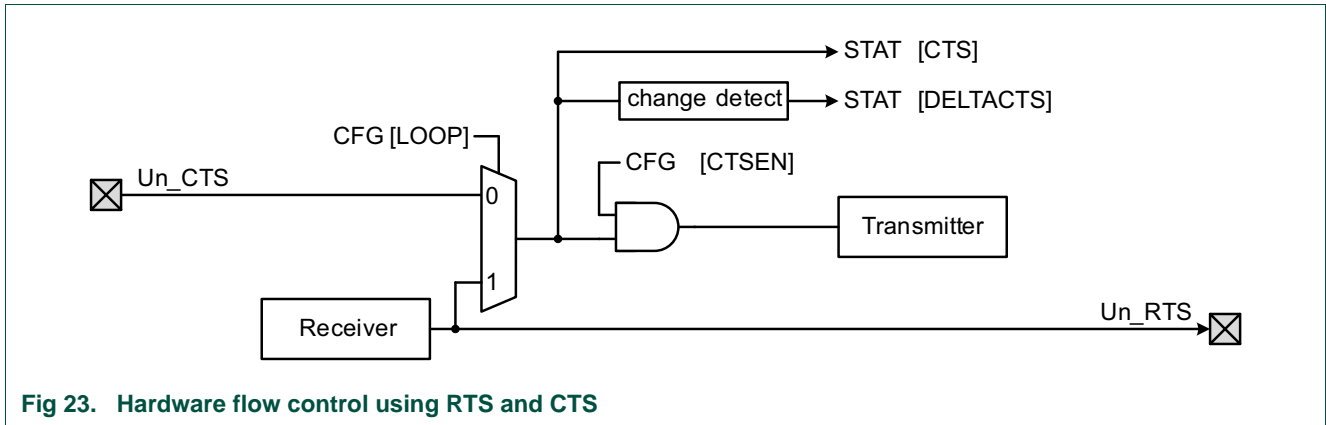 STAT [CTS]
change detect
STAT [DELTACTS]
CFG [LOOP]
CFG [CTSEN]
Un_CTS
0
Transmitter
1
Receiver
Un_RTS
Fig 23. Hardware flow control using RTS and CTS